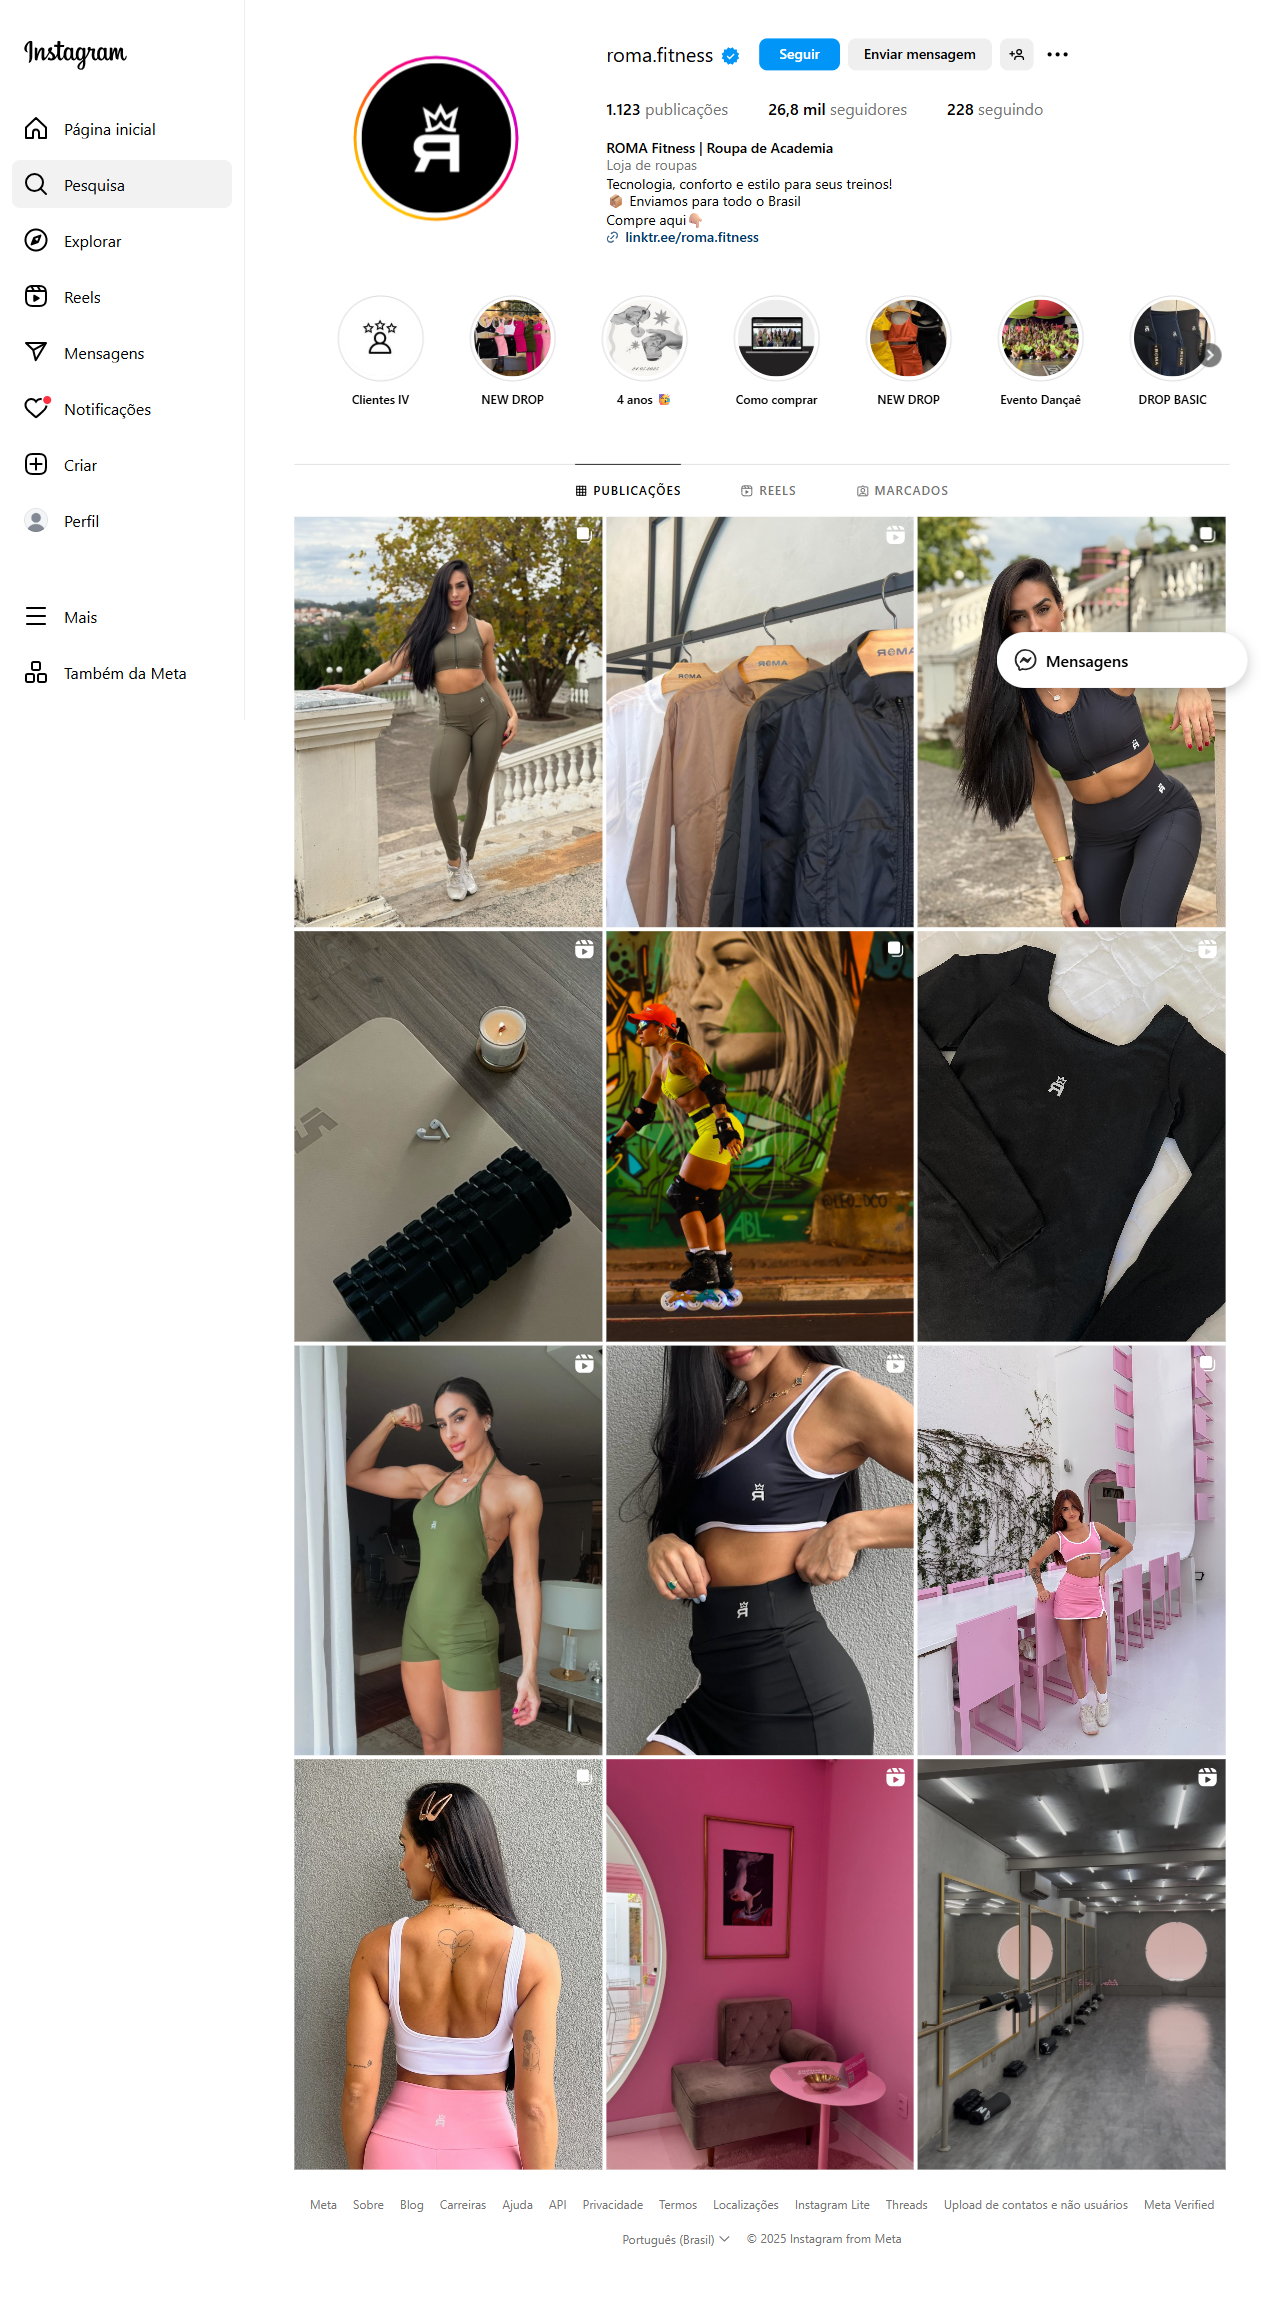 Instagram
Página inicial
Pesquisa
Explorar
Reels
Mensagens
Notificações
Criar
Perfil
Mais
Também da Meta
roma.fitness
Seguir
Enviar mensagem
1.123 publicações 26,8 mil seguidores 228 seguindo
ROMA Fitness | Roupa de Academia
Loja de roupas
Tecnologia, conforto e estilo para seus treinos!
📦 Enviamos para todo o Brasil
Compre aqui👇🏼
linktr.ee/roma.fitness
Clientes IV
NEW DROP
4 anos 🥳
Como comprar
NEW DROP
Evento Dançaê
DROP BASIC
PUBLICAÇÕES
REELS
MARCADOS
ROMA
ROMA
ROMA
Mensagens
@LEO_DCO
ABL
Meta Sobre Blog Carreiras Ajuda API Privacidade Termos Localizações Instagram Lite Threads Upload de contatos e não usuários Meta Verified
Português (Brasil) © 2025 Instagram from Meta